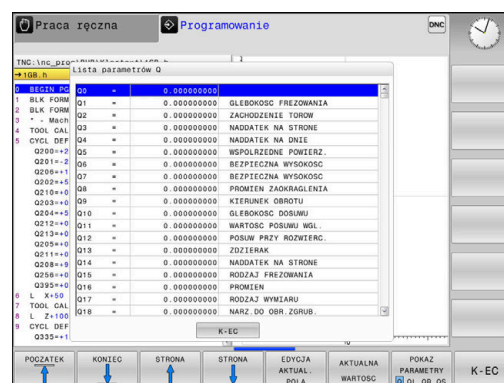 Praca ręczna
Programowanie
DNC
→1GB.h
Lista parametrów Q
0 BEGIN PG
1 BLK FORM
2 BLK FORM
3 * - Mach
4 TOOL CAL
5 CYCL DEF
Q200=+2
Q201=-2
Q206=+1
Q202=+5
Q210=+0
Q203=+0
Q204=+5
Q212=+0
Q213=+0
Q205=+0
Q211=+0
Q208=+9
Q256=+0
Q395=+0
6 L X+50
7 TOOL CAL
8 L Z+100
9 CYCL DEF
Q335=+1
Q0 = 0.000000000
Q1 = 0.000000000 GLEBOKOSC FREZOWANIA
Q2 = 0.000000000 ZACHODZENIE TOROW
Q3 = 0.000000000 NADDATEK NA STRONE
Q4 = 0.000000000 NADDATEK NA DNIE
Q5 = 0.000000000 WSPOLRZEDNE POWIERZ.
Q6 = 0.000000000 BEZPIECZNA WYSOKOSC
Q7 = 0.000000000 BEZPIECZNA WYSOKOSC
Q8 = 0.000000000 PROMIEN ZAOKRAGLENIA
Q9 = 0.000000000 KIERUNEK OBROTU
Q10 = 0.000000000 GLEBOKOSC DOSUWU
Q11 = 0.000000000 WARTOSC POSUWU WGL.
Q12 = 0.000000000 POSUW PRZY ROZWIERC.
Q13 = 0.000000000 ZDZIERAK
Q14 = 0.000000000 NADDATEK NA STRONE
Q15 = 0.000000000 RODZAJ FREZOWANIA
Q16 = 0.000000000 PROMIEN
Q17 = 0.000000000 RODZAJ WYMIARU
Q18 = 0.000000000 NARZ.DO OBR.ZGRUB.
K-EC
POCZATEK
KONIEC
STRONA
STRONA
EDYCJA
AKTUAL.
POLA
AKTUALNA
WARTOSC
POKAZ
PARAMETRY
Q QL QR QS
K-EC